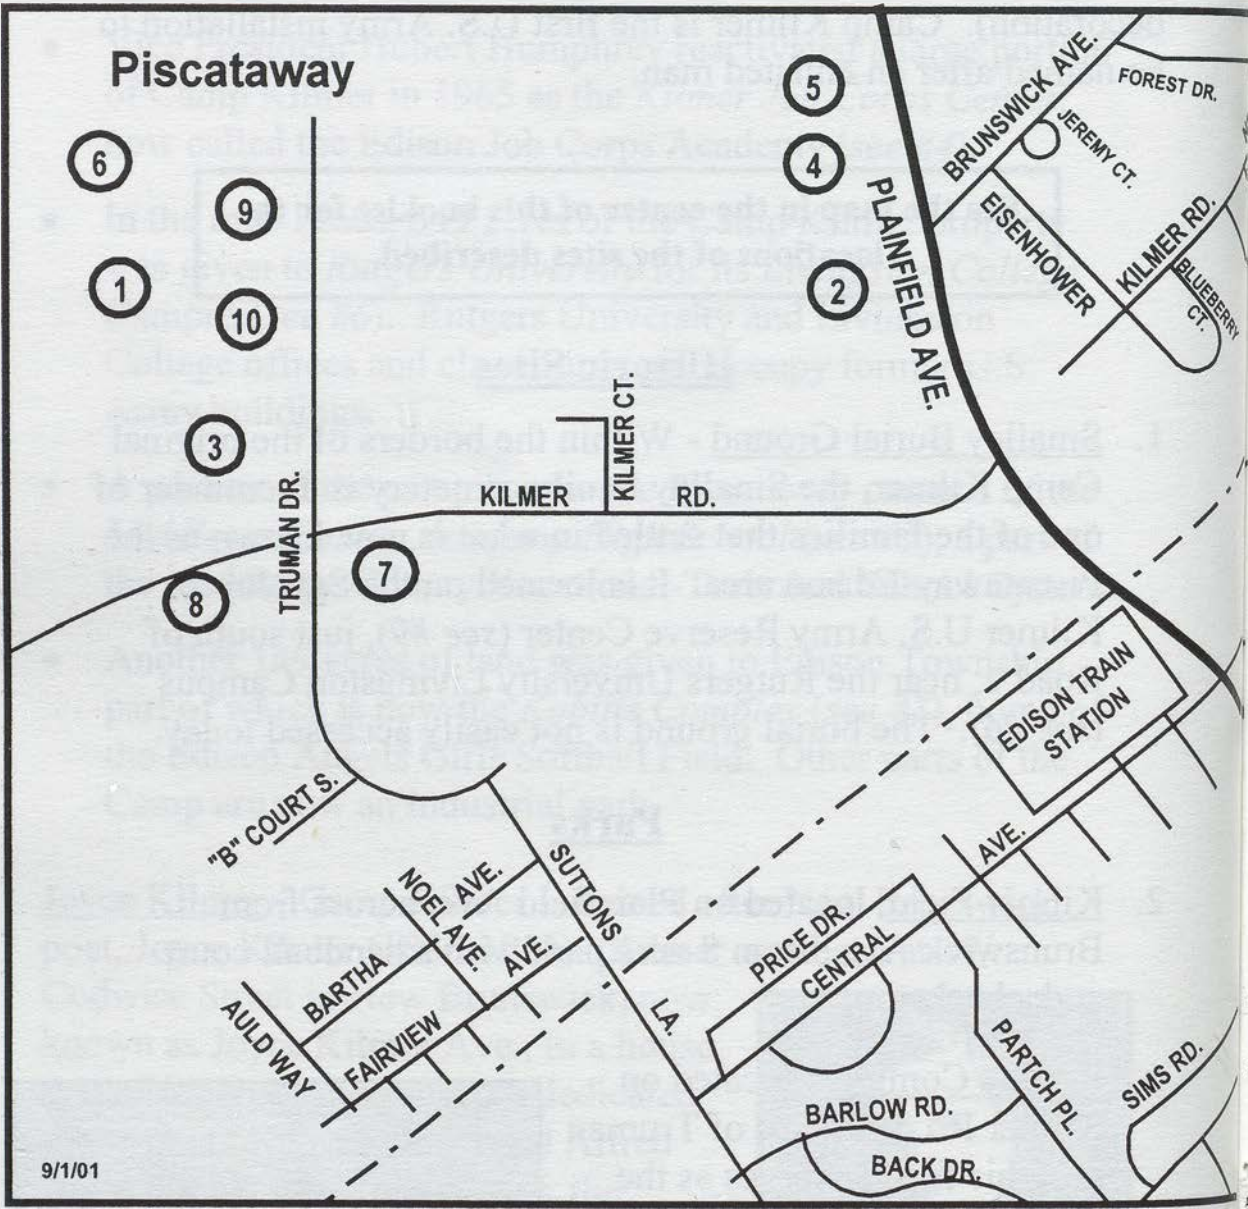 Piscataway
5
BRUNSWICK AVE.
FOREST DR.
6
4
JEREMY CT.
9
PLAINFIELD AVE.
EISENHOWER
KILMER RD.
1
2
BLUEBERRY
CT.
10
3
KILMER CT.
KILMER RD.
TRUMAN DR.
7
8
EDISON TRAIN
STATION
"B" COURT S.
SUTTONS LA.
NOEL AVE.
BARTHA AVE.
AVE.
PRICE DR.
CENTRAL
AULD WAY
FAIRVIEW AVE.
PARTCH PL.
SIMS RD.
BARLOW RD.
BACK DR.
9/1/01